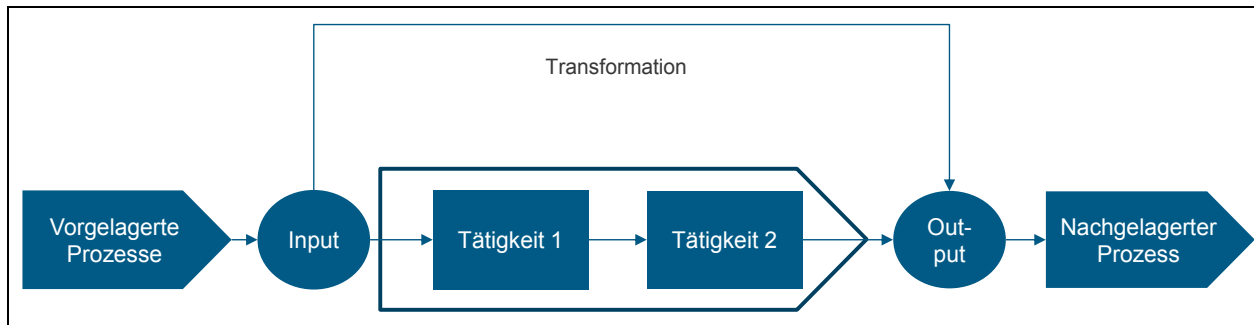 Transformation
Vorgelagerte
Prozesse
Input
Tätigkeit 1
Tätigkeit 2
Out-
put
Nachgelagerter
Prozess